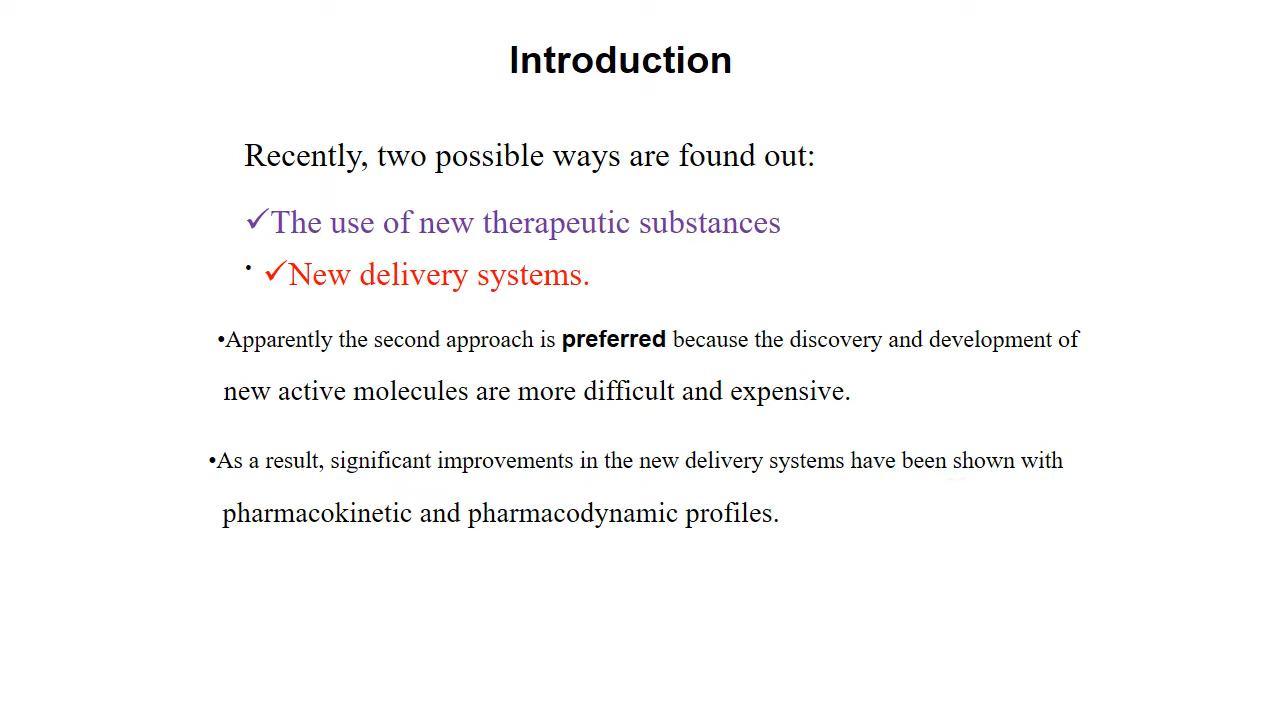 Introduction
Recently, two possible ways are found out:
✓The use of new therapeutic substances
• ✓New delivery systems.
•Apparently the second approach is preferred because the discovery and development of
new active molecules are more difficult and expensive.
•As a result, significant improvements in the new delivery systems have been shown with
pharmacokinetic and pharmacodynamic profiles.